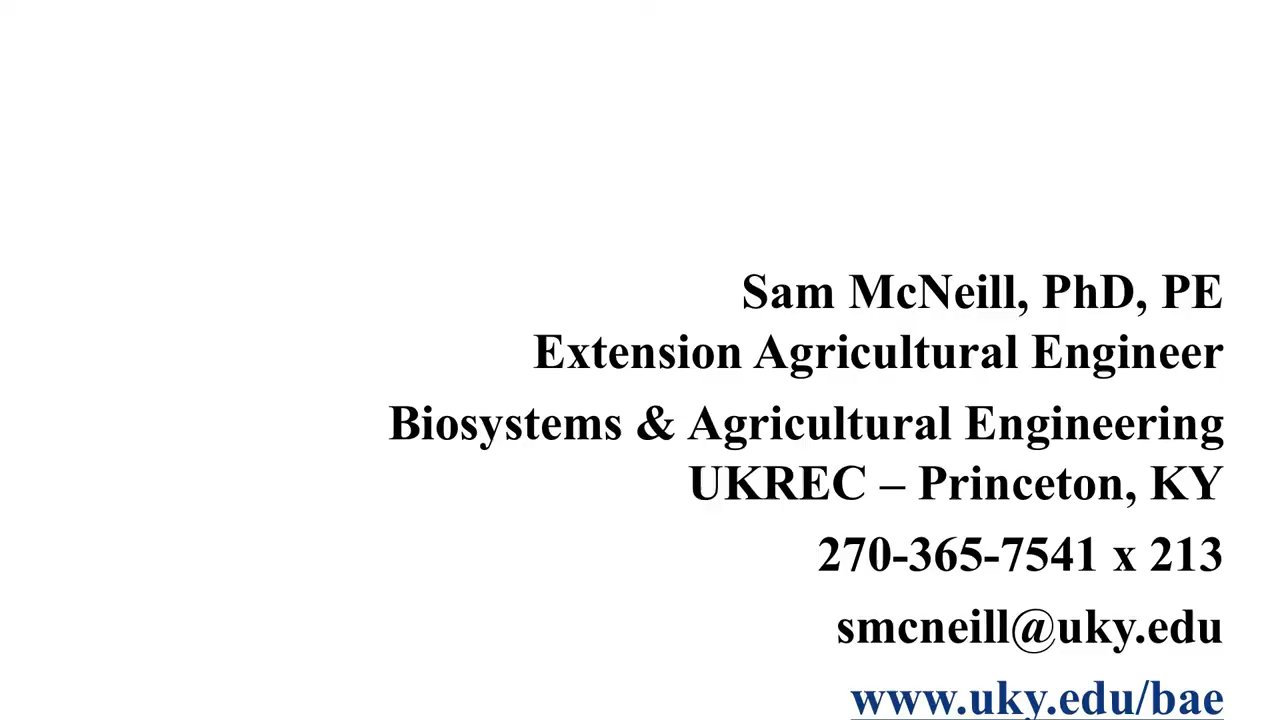 Sam McNeill, PhD, PE
Extension Agricultural Engineer
Biosystems & Agricultural Engineering
UKREC – Princeton, KY
270-365-7541 x 213
smcneill@uky.edu
www.uky.edu/bae